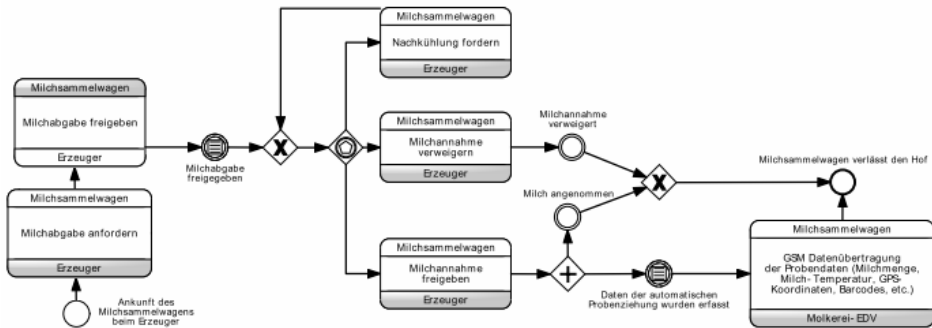 Milchsammelwagen
Nachkühlung fordern
Erzeuger
Milchsammelwagen
Milchabgabe freigeben
Erzeuger
Milchabgabe
freigegeben
Milchsammelwagen
Milchannahme
verweigern
Erzeuger
Milchannahme
verweigert
Milchsammelwagen verlässt den Hof
Milchsammelwagen
Milchabgabe anfordern
Erzeuger
Milch angenommen
Milchsammelwagen
Milchannahme
freigeben
Erzeuger
Daten der automatischen
Probenziehung wurden erfasst
Milchsammelwagen
GSM Datenübertragung
der Probendaten (Milchmenge,
Milch- Temperatur, GPS-
Koordinaten, Barcodes, etc.)
Molkerei- EDV
Ankunft des
Milchsammelwagens
beim Erzeuger